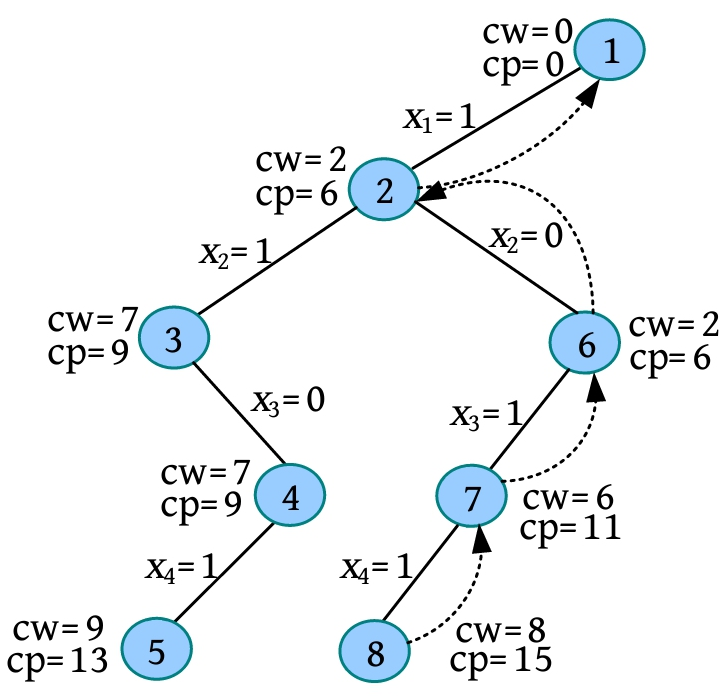 cw=0
cp=0
1
x₁=1
cw=2
cp=6
2
x₂=1
x₂=0
cw=7
cp=9
3
6
cw=2
cp=6
x₃=0
x₃=1
cw=7
cp=9
4
7
cw=6
cp=11
x₄=1
x₄=1
cw=9
cp=13
5
8
cw=8
cp=15